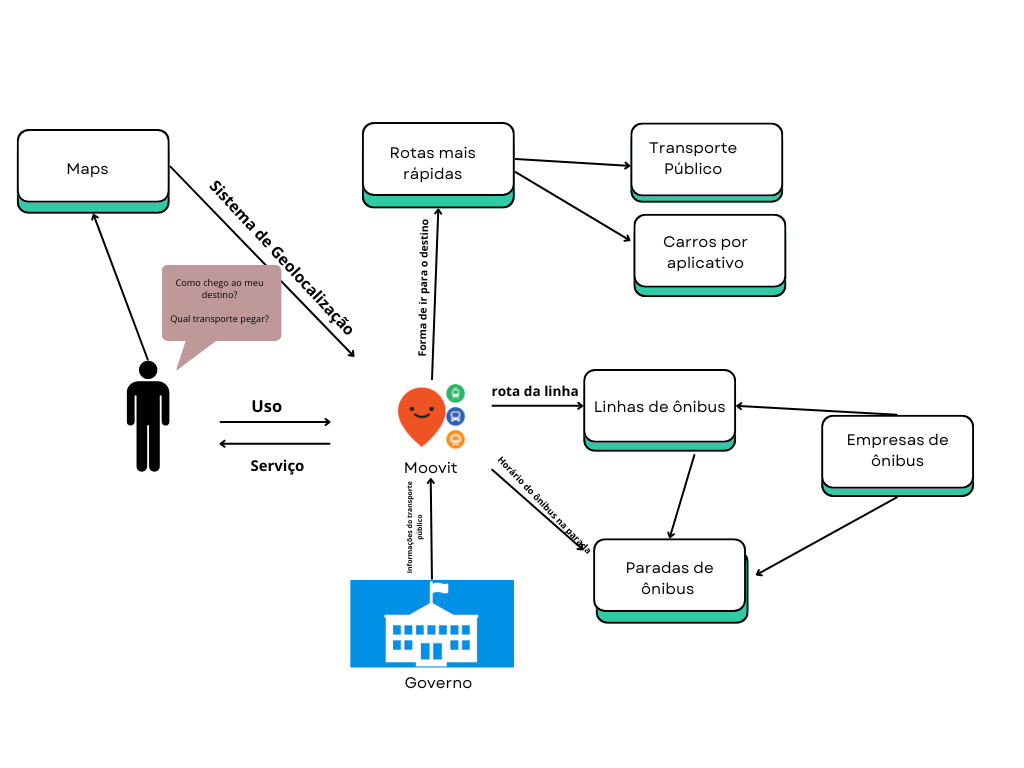 Maps
Rotas mais
rápidas
Transporte
Público
Carros por
aplicativo
Sistema de Geolocalização
Como chego ao meu
destino?
Qual transporte pegar?
Forma de ir para o destino
Uso
Serviço
Moovit
rota da linha
Linhas de ônibus
Empresas de
ônibus
Horário do ônibus na parada
Paradas de
ônibus
Informações do transporte
público
Governo